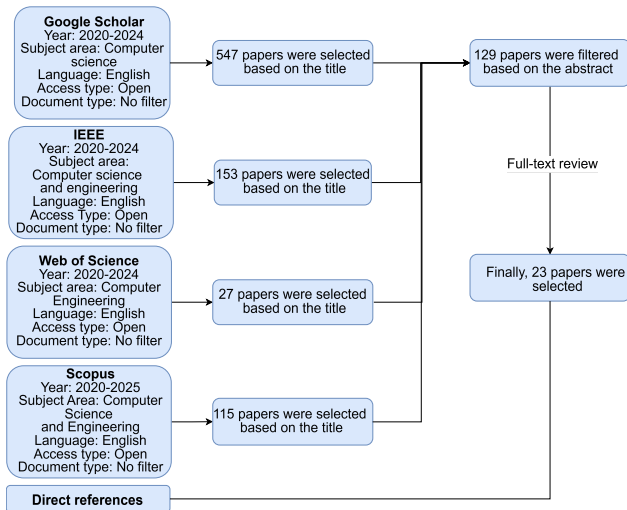 Google Scholar
Year: 2020-2024
Subject area: Computer
science
Language: English
Access type: Open
Document type: No filter
547 papers were selected
based on the title
129 papers were filtered
based on the abstract
IEEE
Year: 2020-2024
Subject area:
Computer science
and engineering
Language: English
Access Type: Open
Document type: No filter
153 papers were selected
based on the title
Full-text review
Web of Science
Year: 2020-2024
Subject area: Computer
Engineering
Language: English
Access type: Open
Document type: No filter
27 papers were selected
based on the title
Finally, 23 papers were
selected
Scopus
Year: 2020-2025
Subject Area: Computer
Science
and Engineering
Language: English
Access type: Open
Document type: No filter
115 papers were selected
based on the title
Direct references